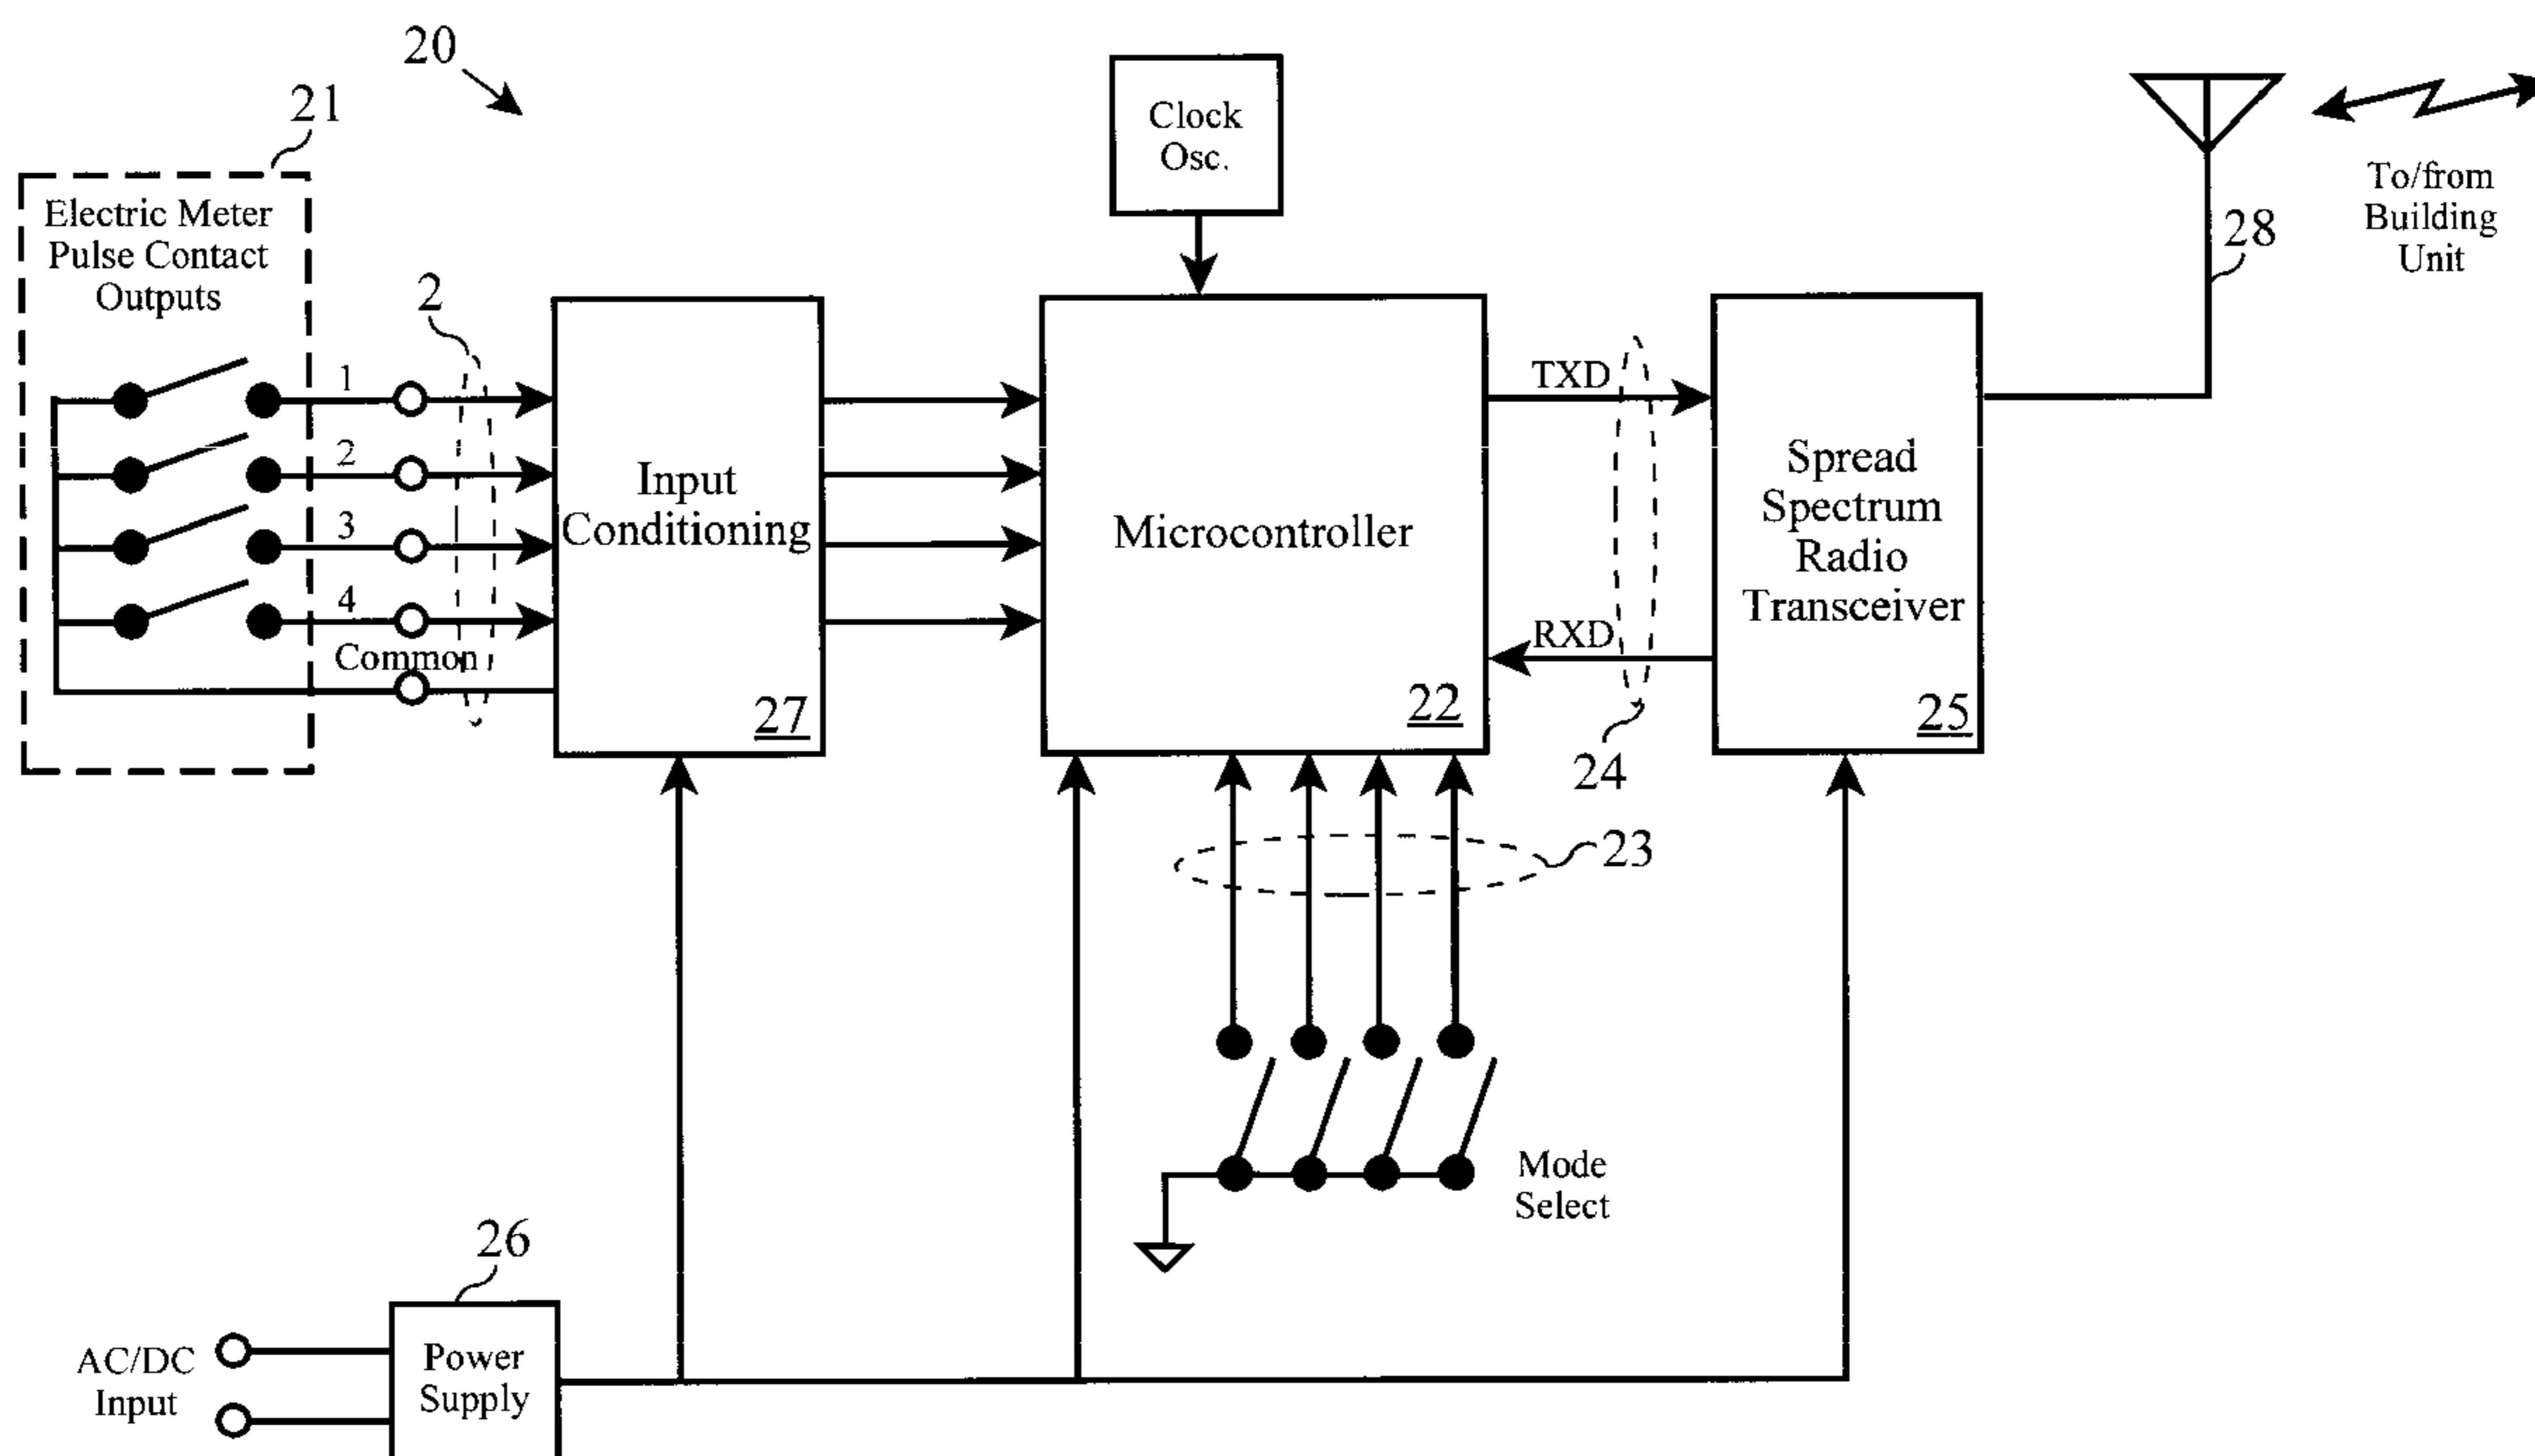 20
21
Electric Meter
Pulse Contact
Outputs
2
1
2
3
4
Common
Input
Conditioning
27
Clock
Osc.
Microcontroller
22
TXD
RXD
24
Spread
Spectrum
Radio
Transceiver
25
28
To/from
Building
Unit
23
Mode
Select
26
AC/DC
Input
Power
Supply